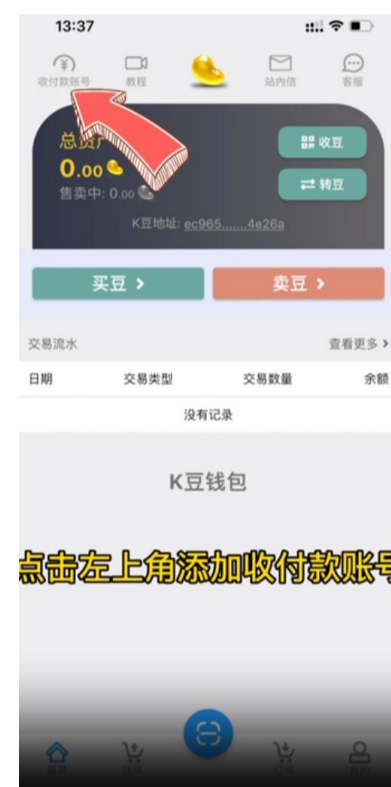 13:37
收付款账号
教程
站内信
客服
总资产
0.00
收豆
售卖中: 0.00
转豆
K豆地址: ec965.......4e26a
买豆
卖豆
交易流水
查看更多
日期 交易类型 交易数量 余额
没有记录
K豆钱包
点击左上角添加收付款账号